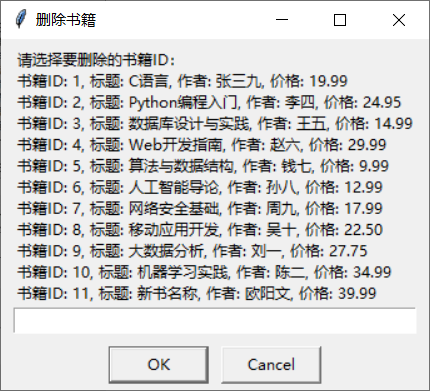 删除书籍
请选择要删除的书籍ID：
书籍ID: 1, 标题: C语言, 作者: 张三九, 价格: 19.99
书籍ID: 2, 标题: Python编程入门, 作者: 李四, 价格: 24.95
书籍ID: 3, 标题: 数据库设计与实践, 作者: 王五, 价格: 14.99
书籍ID: 4, 标题: Web开发指南, 作者: 赵六, 价格: 29.99
书籍ID: 5, 标题: 算法与数据结构, 作者: 钱七, 价格: 9.99
书籍ID: 6, 标题: 人工智能导论, 作者: 孙八, 价格: 12.99
书籍ID: 7, 标题: 网络安全基础, 作者: 周九, 价格: 17.99
书籍ID: 8, 标题: 移动应用开发, 作者: 吴十, 价格: 22.50
书籍ID: 9, 标题: 大数据分析, 作者: 刘一, 价格: 27.75
书籍ID: 10, 标题: 机器学习实践, 作者: 陈二, 价格: 34.99
书籍ID: 11, 标题: 新书名称, 作者: 欧阳文, 价格: 39.99
OK Cancel